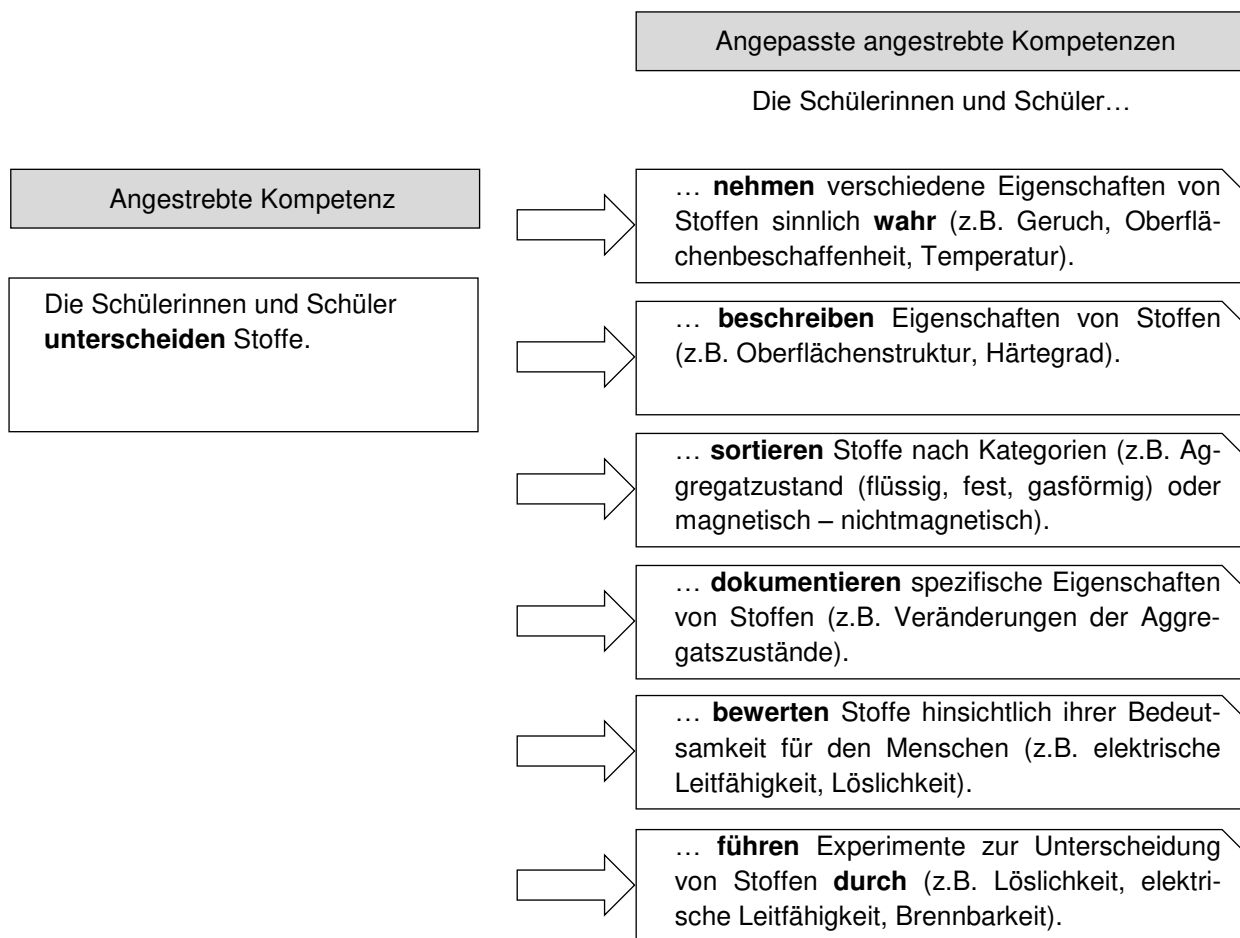 Angepasste angestrebte Kompetenzen
Die Schülerinnen und Schüler…
Angestrebte Kompetenz
Die Schülerinnen und Schüler
unterscheiden Stoffe.
… nehmen verschiedene Eigenschaften von
Stoffen sinnlich wahr (z.B. Geruch, Oberflä-
chenbeschaffenheit, Temperatur).
… beschreiben Eigenschaften von Stoffen
(z.B. Oberflächenstruktur, Härtegrad).
… sortieren Stoffe nach Kategorien (z.B. Ag-
gregatzustand (flüssig, fest, gasförmig) oder
magnetisch – nichtmagnetisch).
… dokumentieren spezifische Eigenschaften
von Stoffen (z.B. Veränderungen der Aggre-
gatszustände).
… bewerten Stoffe hinsichtlich ihrer Bedeut-
samkeit für den Menschen (z.B. elektrische
Leitfähigkeit, Löslichkeit).
… führen Experimente zur Unterscheidung
von Stoffen durch (z.B. Löslichkeit, elektri-
sche Leitfähigkeit, Brennbarkeit).